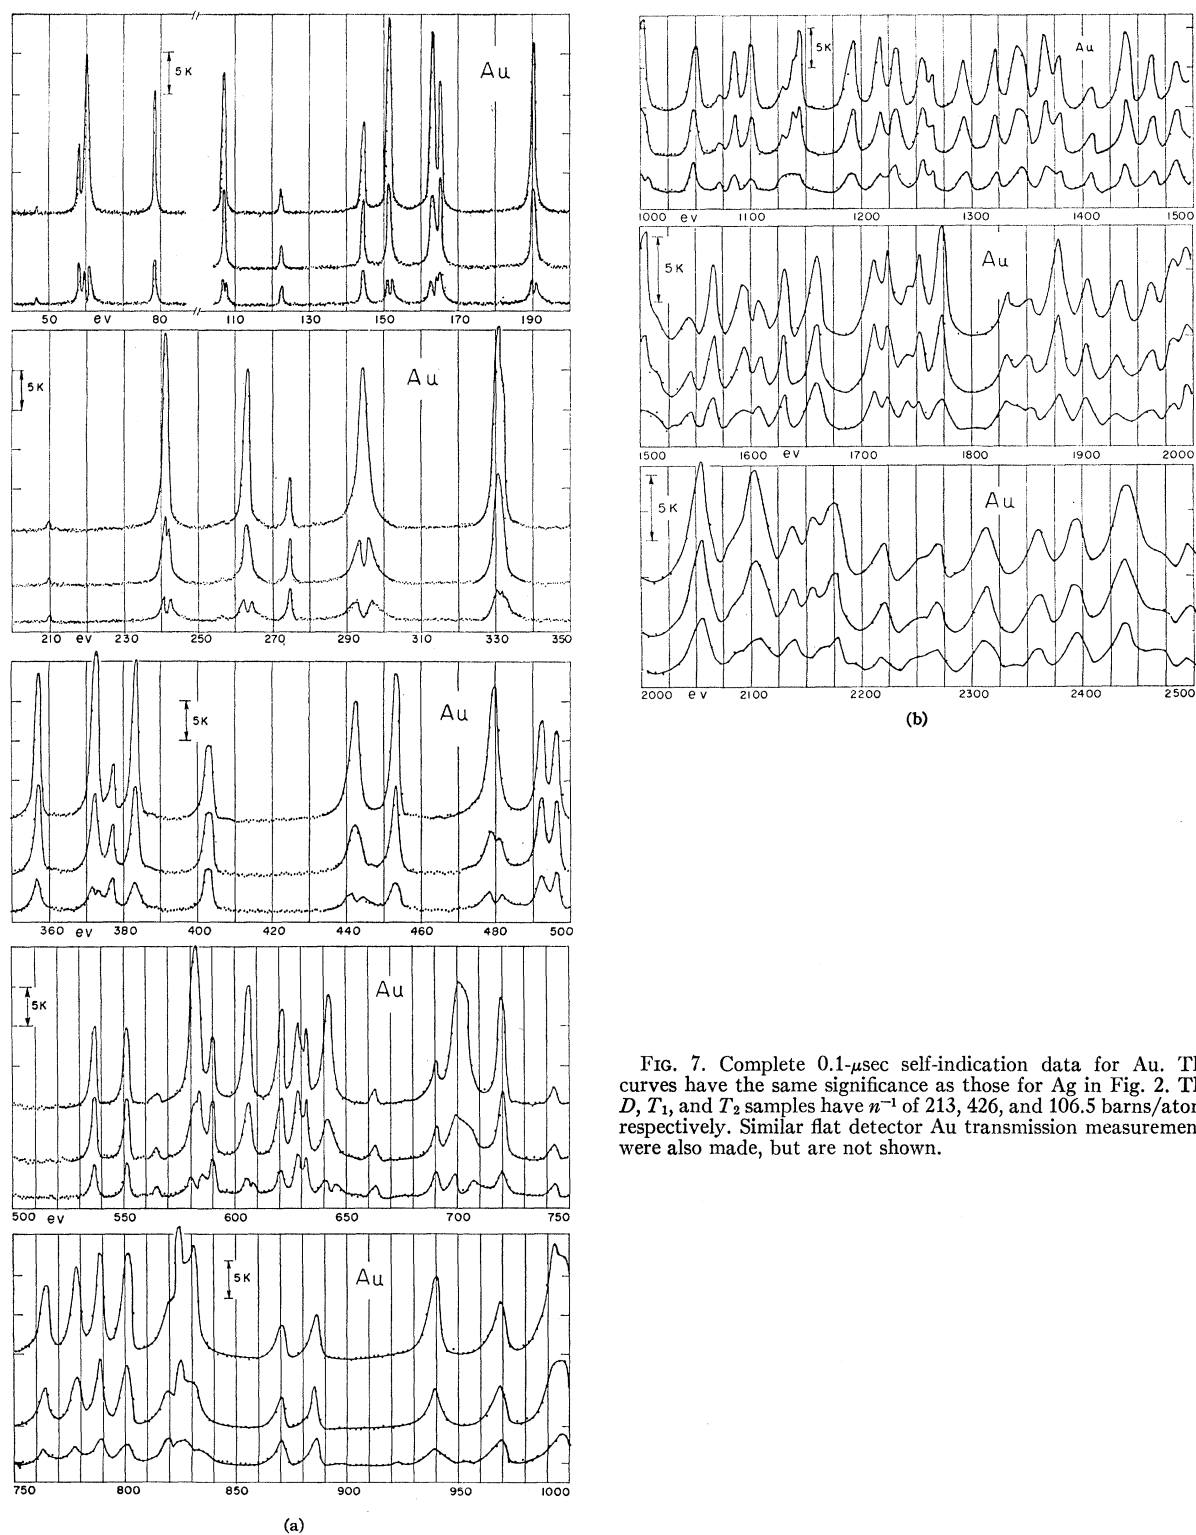 5K
Au
50 ev 80 110 130 150 170 190
5K
Au
210 ev 230 250 270 290 310 330 350
5K
Au
360 ev 380 400 420 440 460 480 500
5K
Au
500 ev 550 600 650 700 750
5K
Au
750 800 850 900 950 1000
(a)
5K
Au
1000 ev 1100 1200 1300 1400 1500
5K
Au
1500 1600 ev 1700 1800 1900 2000
5K
Au
2000 ev 2100 2200 2300 2400 2500
(b)
FIG. 7. Complete 0.1-μsec self-indication data for Au. Th
curves have the same significance as those for Ag in Fig. 2. Th
D, T₁, and T₂ samples have n⁻¹ of 213, 426, and 106.5 barns/atom
respectively. Similar flat detector Au transmission measuremen
were also made, but are not shown.